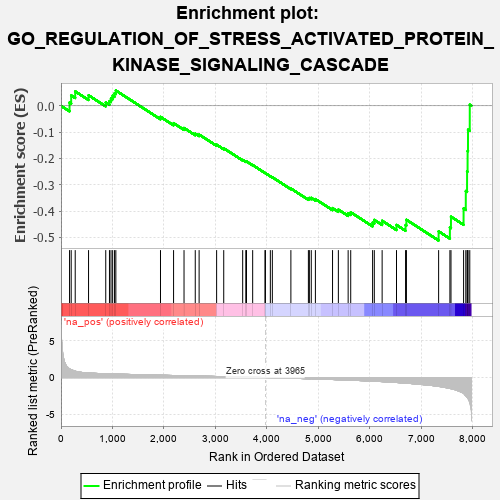 Enrichment plot:
GO_REGULATION_OF_STRESS_ACTIVATED_PROTEIN_
KINASE_SIGNALING_CASCADE
Enrichment score (ES)
0.0
-0.1
-0.2
-0.3
-0.4
-0.5
'na_pos' (positively correlated)
Ranked list metric (PreRanked)
5
0
-5
Zero cross at 3965
'na_neg' (negatively correlated)
0 1,000 2,000 3,000 4,000 5,000 6,000 7,000 8,000
Rank in Ordered Dataset
Enrichment profile Hits Ranking metric scores